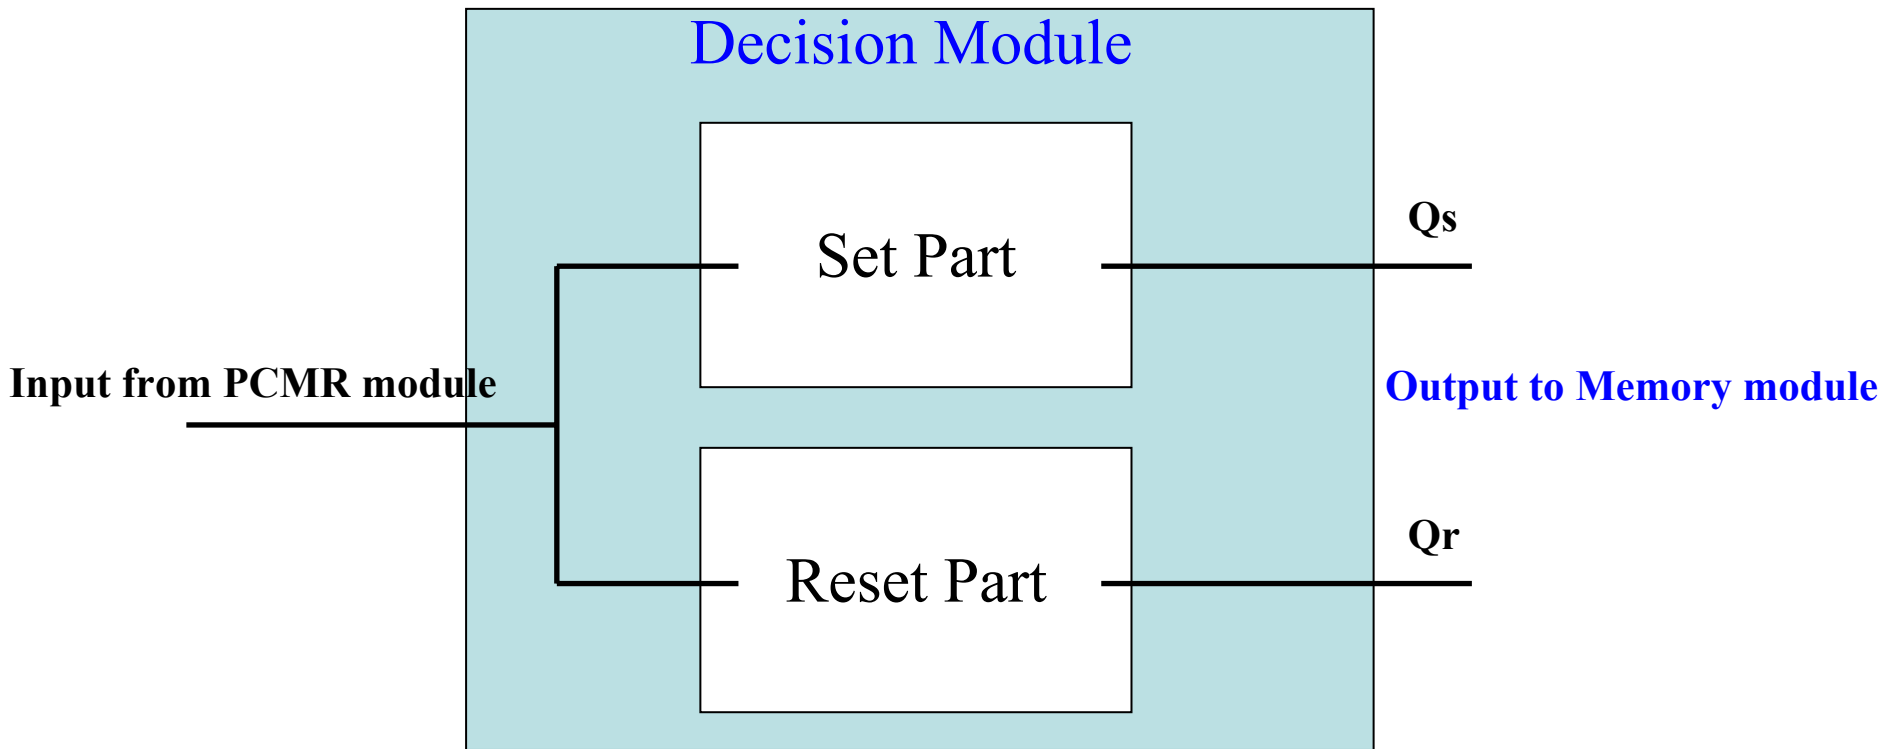 Decision Module
Qs
Set Part
Input from PCMR module
Output to Memory module
Qr
Reset Part